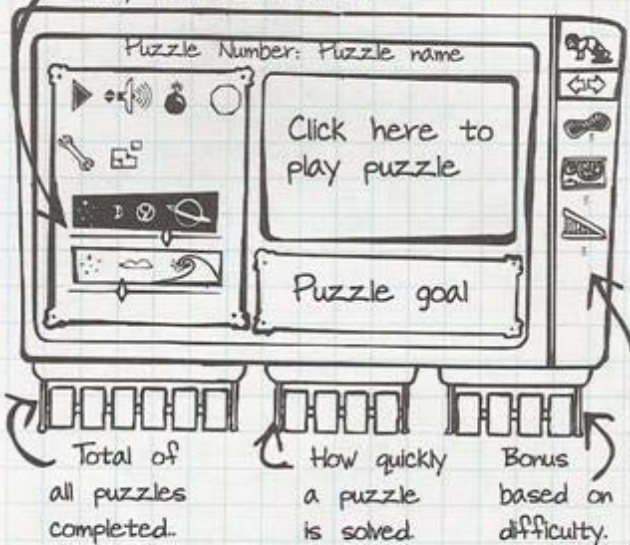 Puzzle Number: Puzzle name
Click here to
play puzzle
Puzzle goal
Total of
all puzzles
completed..
How quickly
a puzzle
is solved.
Bonus
based on
difficulty.